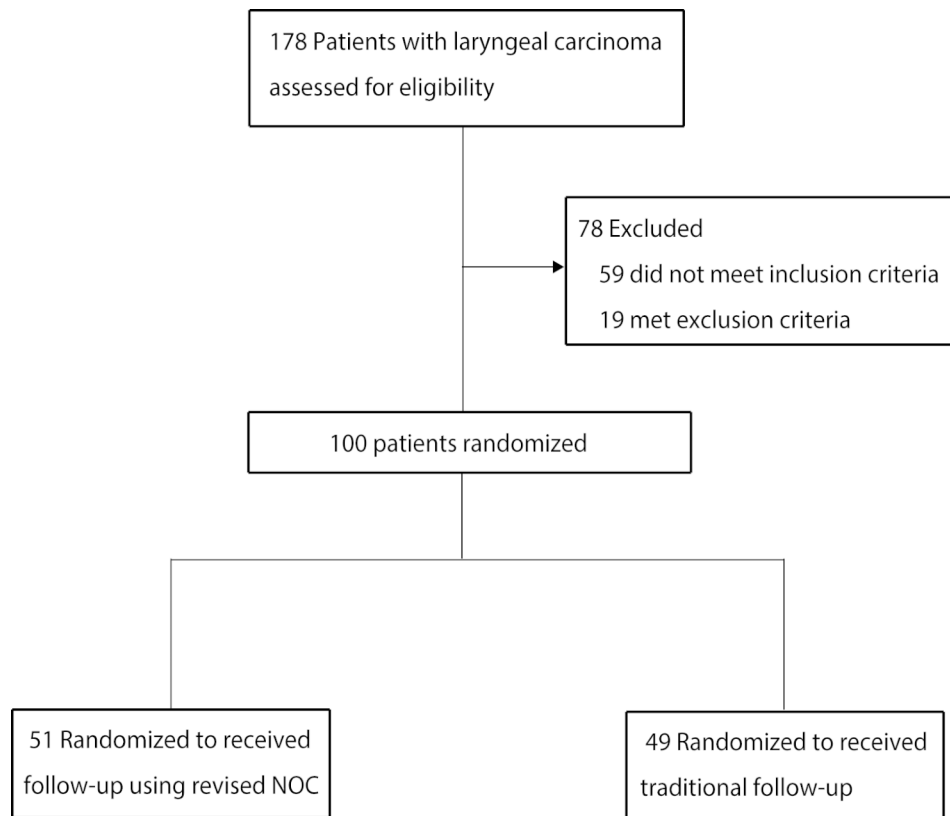 178 Patients with laryngeal carcinoma
assessed for eligibility
78 Excluded
59 did not meet inclusion criteria
19 met exclusion criteria
100 patients randomized
51 Randomized to received
follow-up using revised NOC
49 Randomized to received
traditional follow-up